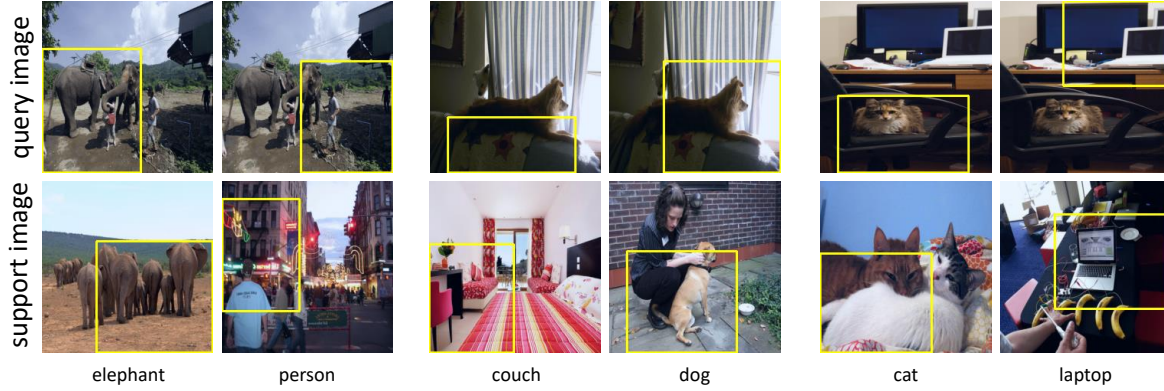 query image
support image
elephant
person
couch
dog
cat
laptop